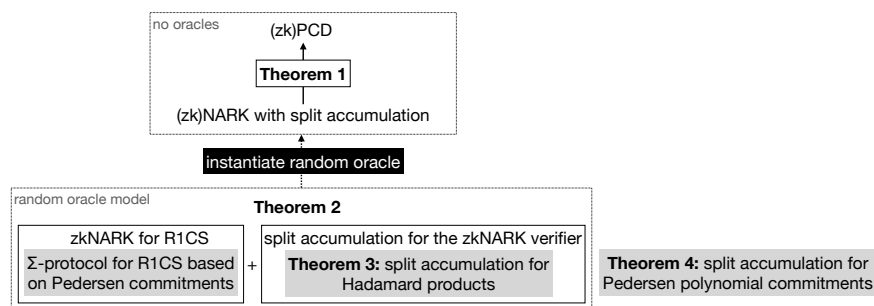 no oracles
(zk)PCD
Theorem 1
(zk)NARK with split accumulation
instantiate random oracle
random oracle model
Theorem 2
zkNARK for R1CS
Σ-protocol for R1CS based
on Pedersen commitments
+
split accumulation for the zkNARK verifier
Theorem 3: split accumulation for
Hadamard products
Theorem 4: split accumulation for
Pedersen polynomial commitments